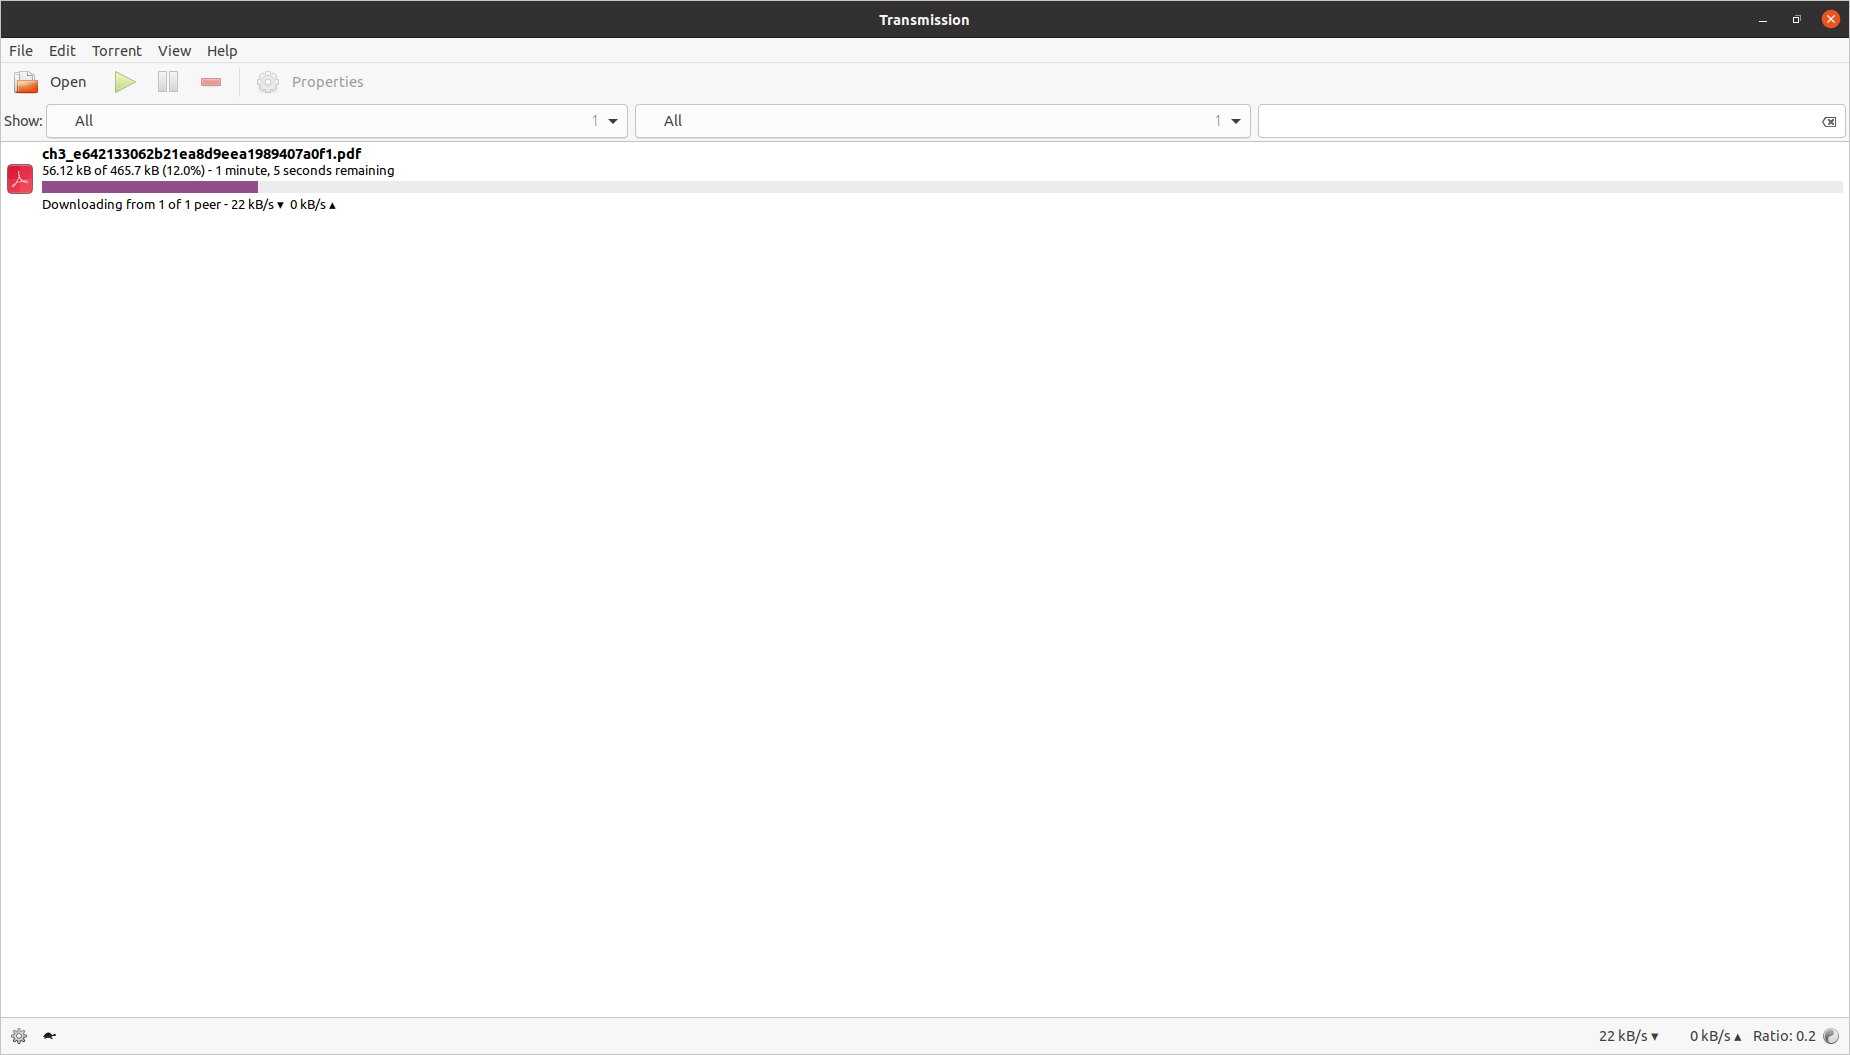 Transmission
File Edit Torrent View Help
Open Properties
Show: All 1 All 1
ch3_e642133062b21ea8d9eea1989407a0f1.pdf
56.12 kB of 465.7 kB (12.0%) - 1 minute, 5 seconds remaining
Downloading from 1 of 1 peer - 22 kB/s ▾ 0 kB/s ▴
22 kB/s ▾ 0 kB/s ▴ Ratio: 0.2